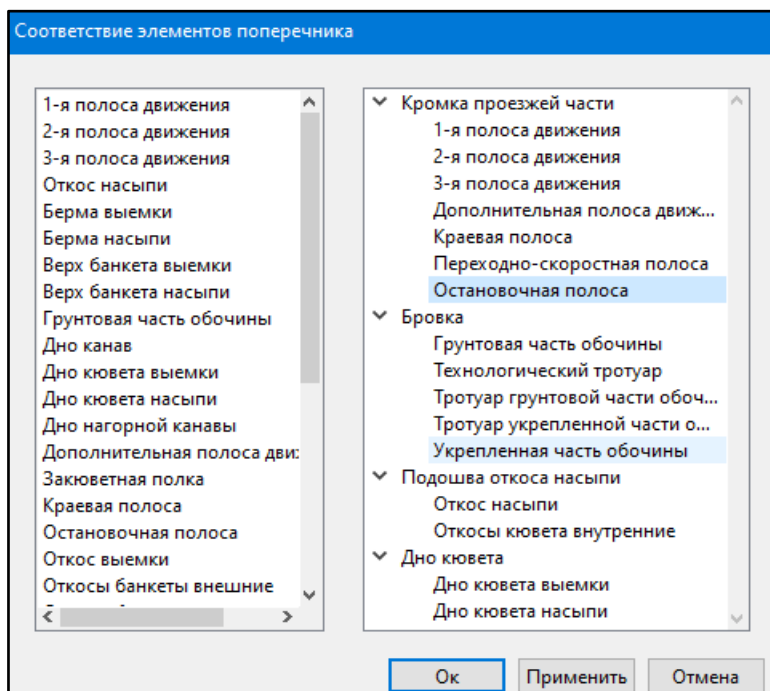 Соответствие элементов поперечника
1-я полоса движения
2-я полоса движения
3-я полоса движения
Откос насыпи
Берма выемки
Берма насыпи
Верх банкета выемки
Верх банкета насыпи
Грунтовая часть обочины
Дно канав
Дно кювета выемки
Дно кювета насыпи
Дно нагорной канавы
Дополнительная полоса дви
Закюветная полка
Краевая полоса
Остановочная полоса
Откос выемки
Откосы банкеты внешние
Кромка проезжей части
1-я полоса движения
2-я полоса движения
3-я полоса движения
Дополнительная полоса движ...
Краевая полоса
Переходно-скоростная полоса
Остановочная полоса
Бровка
Грунтовая часть обочины
Технологический тротуар
Тротуар грунтовой части обоч...
Тротуар укрепленной части о...
Укрепленная часть обочины
Подошва откоса насыпи
Откос насыпи
Откосы кювета внутренние
Дно кювета
Дно кювета выемки
Дно кювета насыпи
Ок
Применить
Отмена